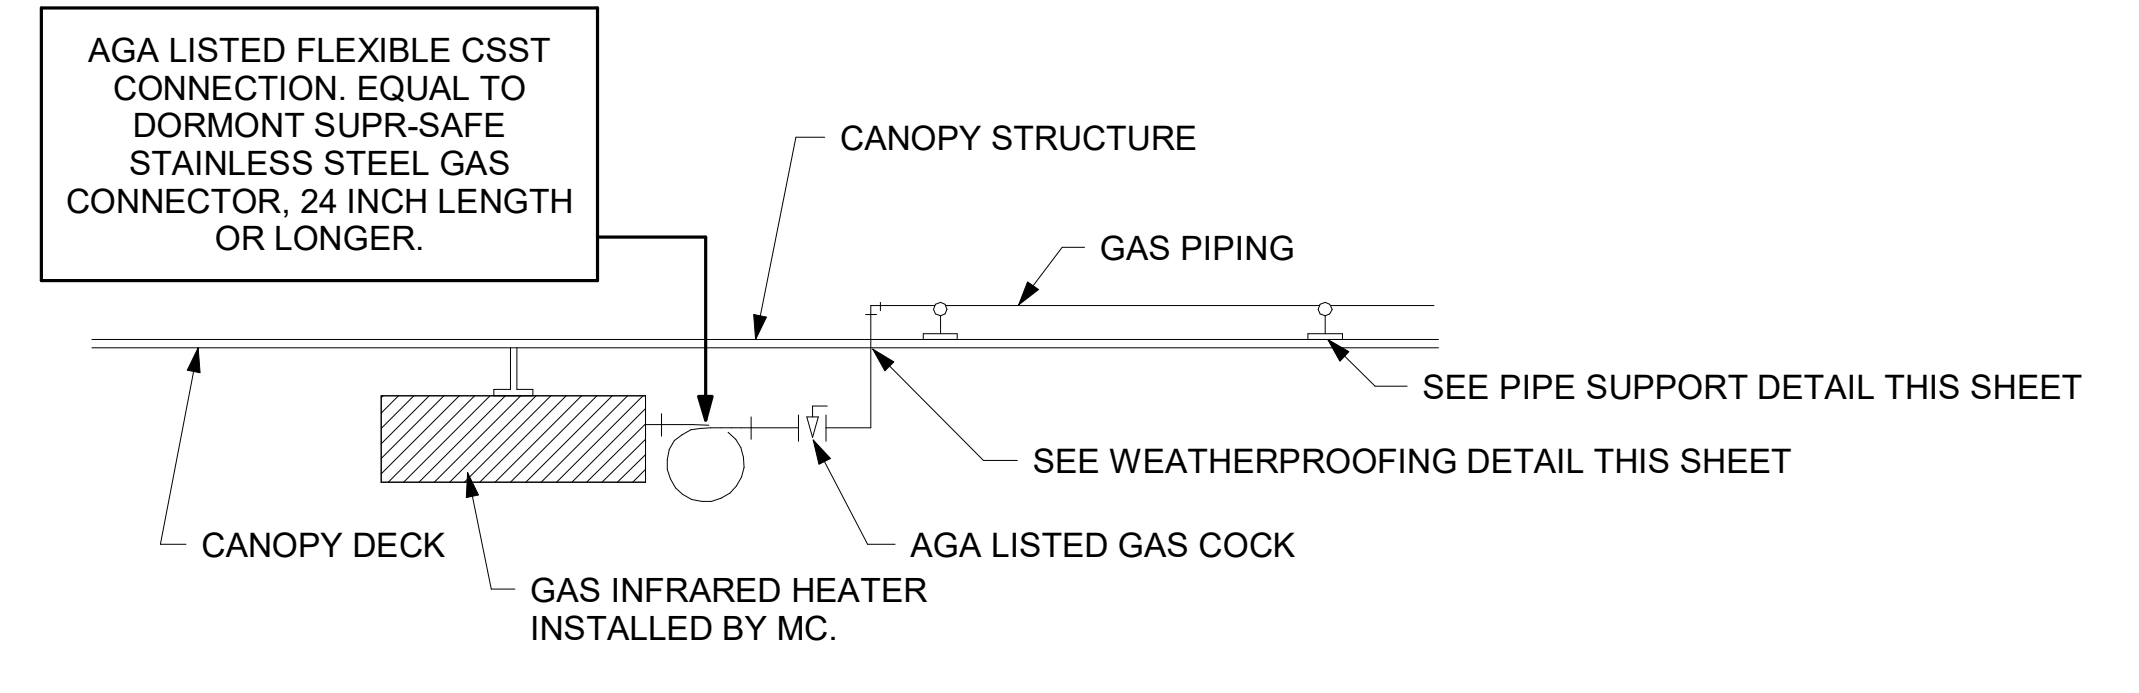 AGA LISTED FLEXIBLE CSST
CONNECTION. EQUAL TO
DORMONT SUPR-SAFE
STAINLESS STEEL GAS
CONNECTOR, 24 INCH LENGTH
OR LONGER.
CANOPY STRUCTURE
GAS PIPING
SEE PIPE SUPPORT DETAIL THIS SHEET
SEE WEATHERPROOFING DETAIL THIS SHEET
CANOPY DECK
AGA LISTED GAS COCK
GAS INFRARED HEATER
INSTALLED BY MC.